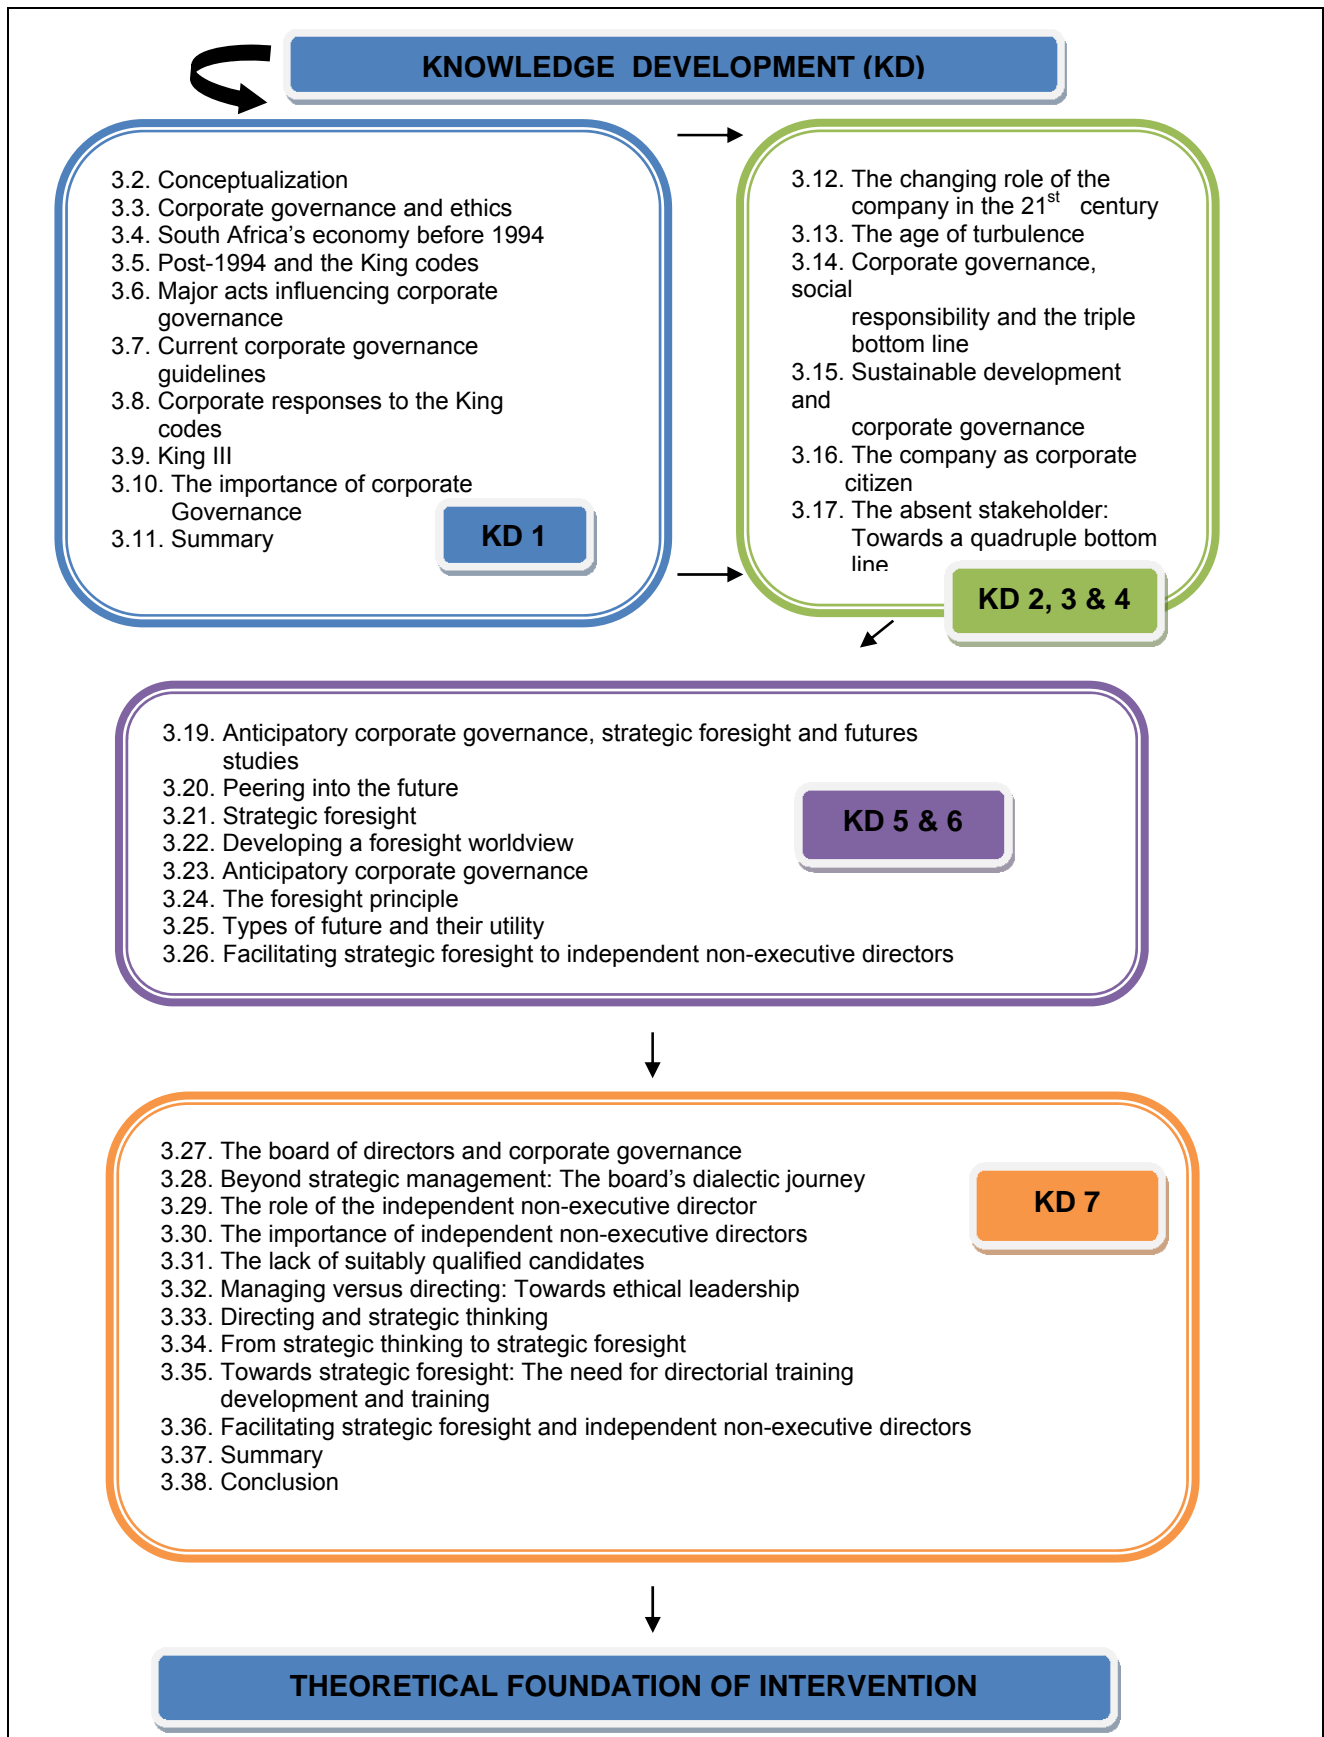 KNOWLEDGE DEVELOPMENT (KD)
3.2. Conceptualization
3.3. Corporate governance and ethics
3.4. South Africa's economy before 1994
3.5. Post-1994 and the King codes
3.6. Major acts influencing corporate
governance
3.7. Current corporate governance
guidelines
3.8. Corporate responses to the King
codes
3.9. King III
3.10. The importance of corporate
Governance
3.11. Summary
KD 1
3.12. The changing role of the
company in the 21st century
3.13. The age of turbulence
3.14. Corporate governance,
social
responsibility and the triple
bottom line
3.15. Sustainable development
and
corporate governance
3.16. The company as corporate
citizen
3.17. The absent stakeholder:
Towards a quadruple bottom
line
KD 2, 3 & 4
3.19. Anticipatory corporate governance, strategic foresight and futures
studies
3.20. Peering into the future
3.21. Strategic foresight
3.22. Developing a foresight worldview
3.23. Anticipatory corporate governance
3.24. The foresight principle
3.25. Types of future and their utility
3.26. Facilitating strategic foresight to independent non-executive directors
KD 5 & 6
3.27. The board of directors and corporate governance
3.28. Beyond strategic management: The board's dialectic journey
3.29. The role of the independent non-executive director
3.30. The importance of independent non-executive directors
3.31. The lack of suitably qualified candidates
3.32. Managing versus directing: Towards ethical leadership
3.33. Directing and strategic thinking
3.34. From strategic thinking to strategic foresight
3.35. Towards strategic foresight: The need for directorial training
development and training
3.36. Facilitating strategic foresight and independent non-executive directors
3.37. Summary
3.38. Conclusion
KD 7
THEORETICAL FOUNDATION OF INTERVENTION